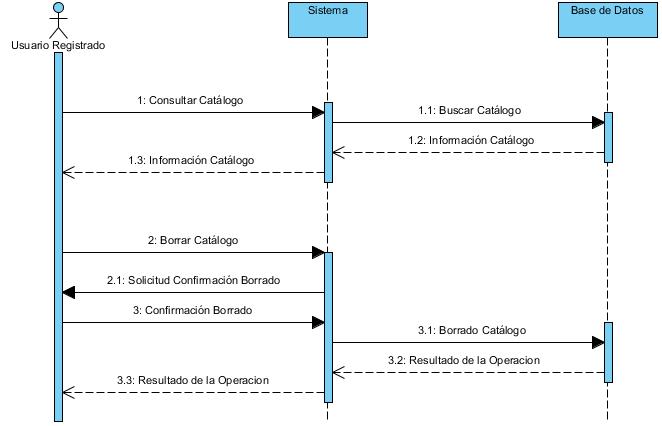 Sistema
Base de Datos
Usuario Registrado
1: Consultar Catálogo
1.1: Buscar Catálogo
1.2: Información Catálogo
1.3: Información Catálogo
2: Borrar Catálogo
2.1: Solicitud Confirmación Borrado
3: Confirmación Borrado
3.1: Borrado Catálogo
3.2: Resultado de la Operacion
3.3: Resultado de la Operacion